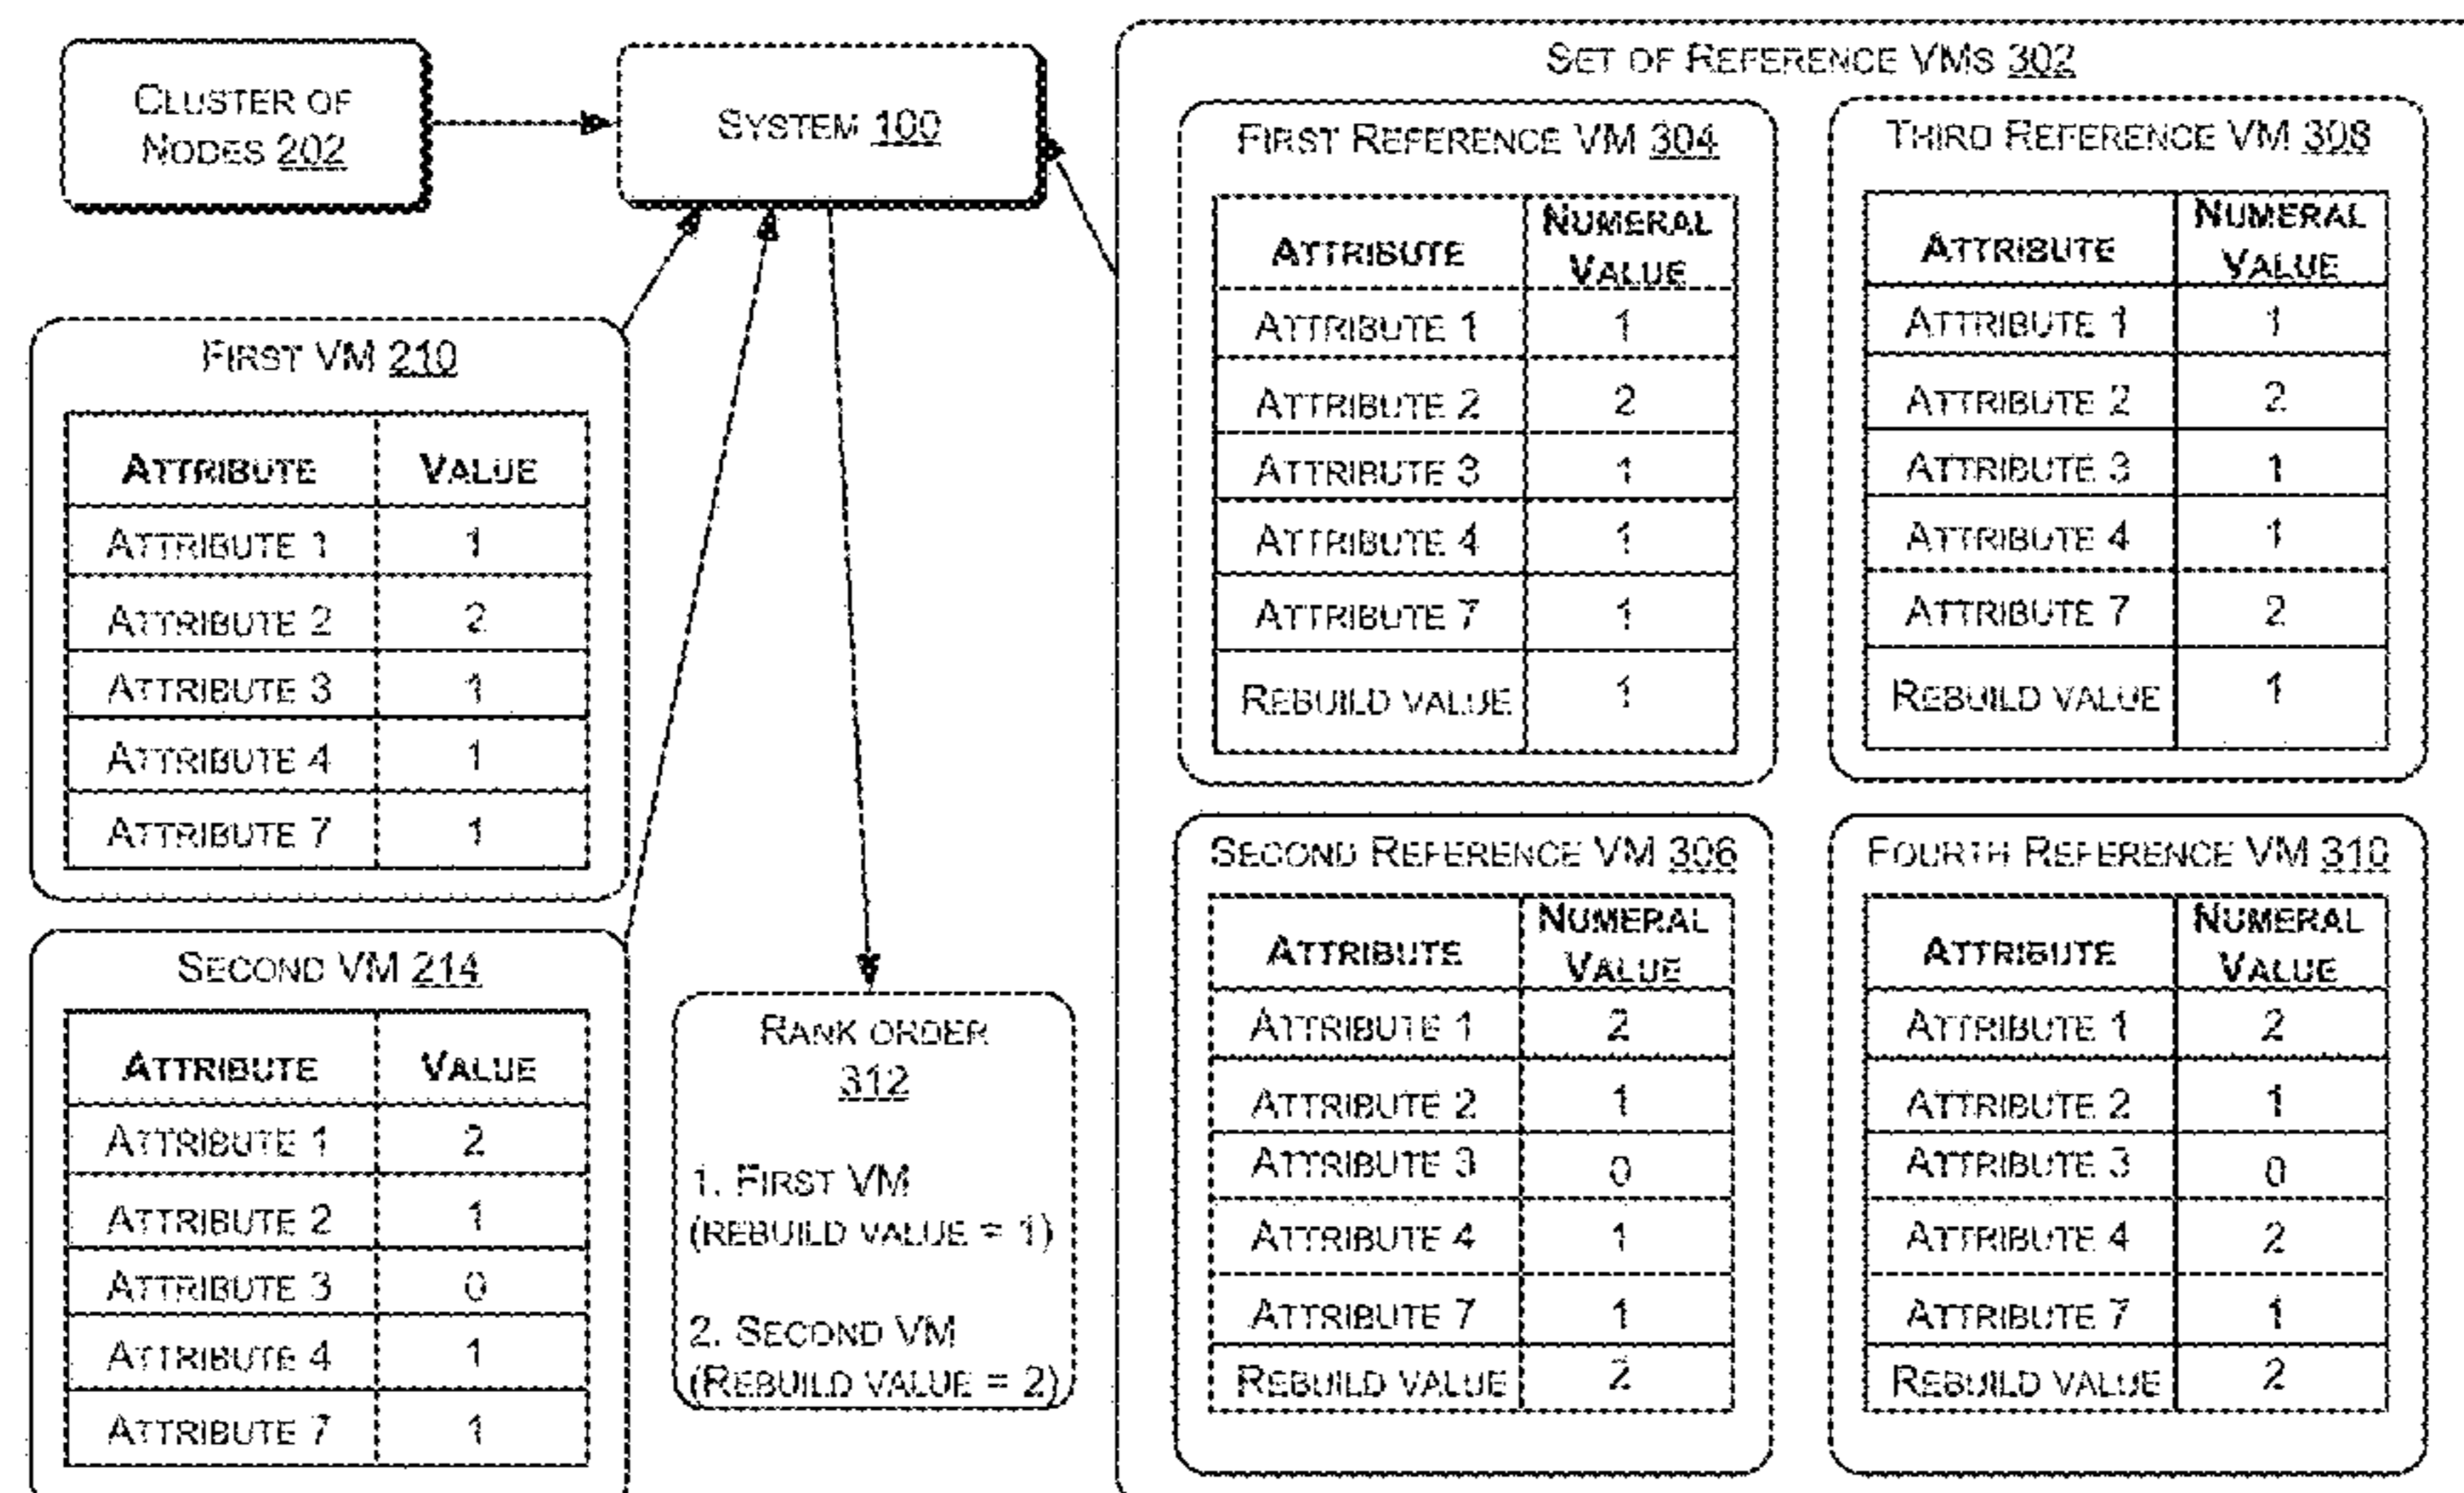 CLUSTER OF
NODES 202
SYSTEM 100
FIRST VM 210
ATTRIBUTE VALUE
ATTRIBUTE 1 1
ATTRIBUTE 2 2
ATTRIBUTE 3 1
ATTRIBUTE 4 1
ATTRIBUTE 7 1
SECOND VM 214
ATTRIBUTE VALUE
ATTRIBUTE 1 2
ATTRIBUTE 2 1
ATTRIBUTE 3 0
ATTRIBUTE 4 1
ATTRIBUTE 7 1
RANK ORDER
312
1. FIRST VM
(REBUILD VALUE = 1)
2. SECOND VM
(REBUILD VALUE = 2)
SET OF REFERENCE VMS 302
FIRST REFERENCE VM 304
ATTRIBUTE NUMERAL
VALUE
ATTRIBUTE 1 1
ATTRIBUTE 2 2
ATTRIBUTE 3 1
ATTRIBUTE 4 1
ATTRIBUTE 7 1
REBUILD VALUE 1
THIRD REFERENCE VM 308
ATTRIBUTE NUMERAL
VALUE
ATTRIBUTE 1 1
ATTRIBUTE 2 2
ATTRIBUTE 3 1
ATTRIBUTE 4 1
ATTRIBUTE 7 2
REBUILD VALUE 1
SECOND REFERENCE VM 306
ATTRIBUTE NUMERAL
VALUE
ATTRIBUTE 1 2
ATTRIBUTE 2 1
ATTRIBUTE 3 0
ATTRIBUTE 4 1
ATTRIBUTE 7 1
REBUILD VALUE 2
FOURTH REFERENCE VM 310
ATTRIBUTE NUMERAL
VALUE
ATTRIBUTE 1 2
ATTRIBUTE 2 1
ATTRIBUTE 3 0
ATTRIBUTE 4 2
ATTRIBUTE 7 1
REBUILD VALUE 2